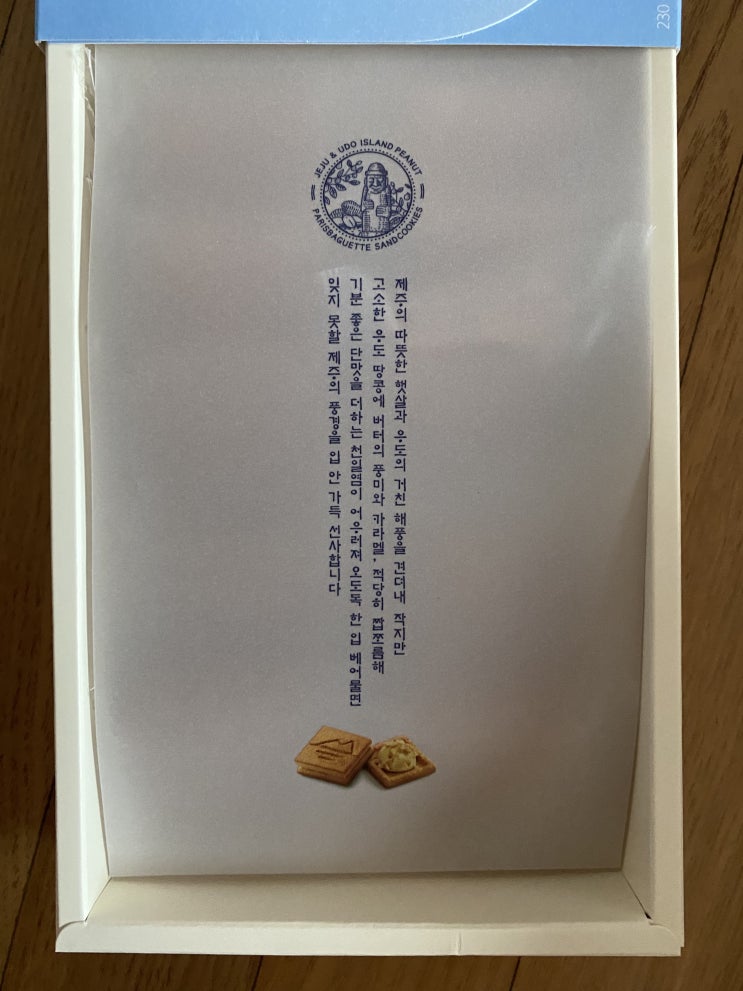 230
JEJU & UDO ISLAND PEANUT
PARISBAGUETTE SANDCOOKIES
제주의 따뜻한 햇살과 우도의 거친 해풍을 견뎌내 작지만
고소한 우도 땅콩에 버터의 풍미와 카라멜, 적당히 짭쪼름해
기분 좋은 단맛을 더하는 천일염이 어우러져 오도독 한 입 베어물면
잊지 못할 제주의 풍경을 입 안 가득 선사합니다